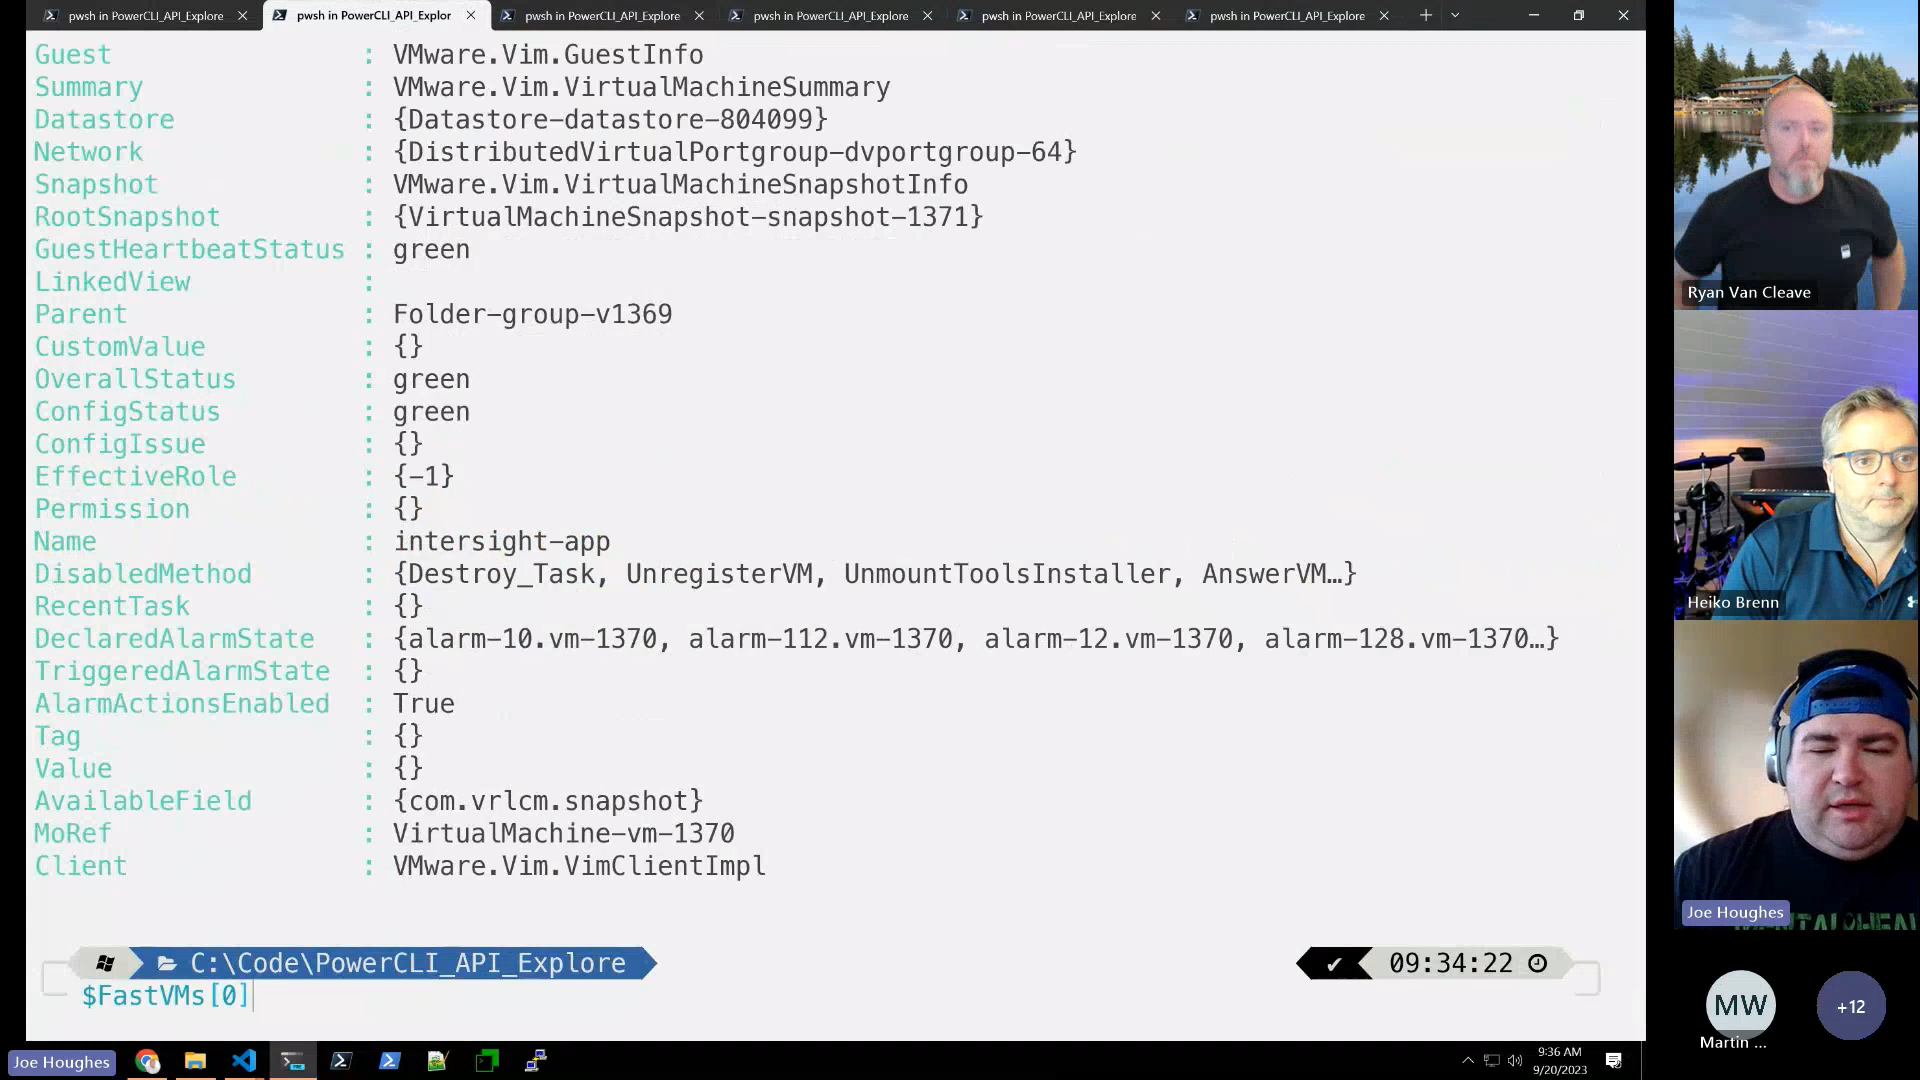 pwsh in PowerCLI_API_Explore
pwsh in PowerCLI_API_Explor
pwsh in PowerCLI_API_Explore
pwsh in PowerCLI_API_Explore
pwsh in PowerCLI_API_Explore
pwsh in PowerCLI_API_Explore
Guest : VMware.Vim.GuestInfo
Summary : VMware.Vim.VirtualMachineSummary
Datastore : {Datastore-datastore-804099}
Network : {DistributedVirtualPortgroup-dvportgroup-64}
Snapshot : VMware.Vim.VirtualMachineSnapshotInfo
RootSnapshot : {VirtualMachineSnapshot-snapshot-1371}
GuestHeartbeatStatus : green
LinkedView :
Parent : Folder-group-v1369
CustomValue : {}
OverallStatus : green
ConfigStatus : green
ConfigIssue : {}
EffectiveRole : {-1}
Permission : {}
Name : intersight-app
DisabledMethod : {Destroy_Task, UnregisterVM, UnmountToolsInstaller, AnswerVM…}
RecentTask : {}
DeclaredAlarmState : {alarm-10.vm-1370, alarm-112.vm-1370, alarm-12.vm-1370, alarm-128.vm-1370…}
TriggeredAlarmState : {}
AlarmActionsEnabled : True
Tag : {}
Value : {}
AvailableField : {com.vrlcm.snapshot}
MoRef : VirtualMachine-vm-1370
Client : VMware.Vim.VimClientImpl
C:\Code\PowerCLI_API_Explore
09:34:22
$FastVMs[0]
Ryan Van Cleave
Heiko Brenn
Joe Houghes
MW
+12
Martin ...
Joe Houghes
9:36 AM
9/20/2023